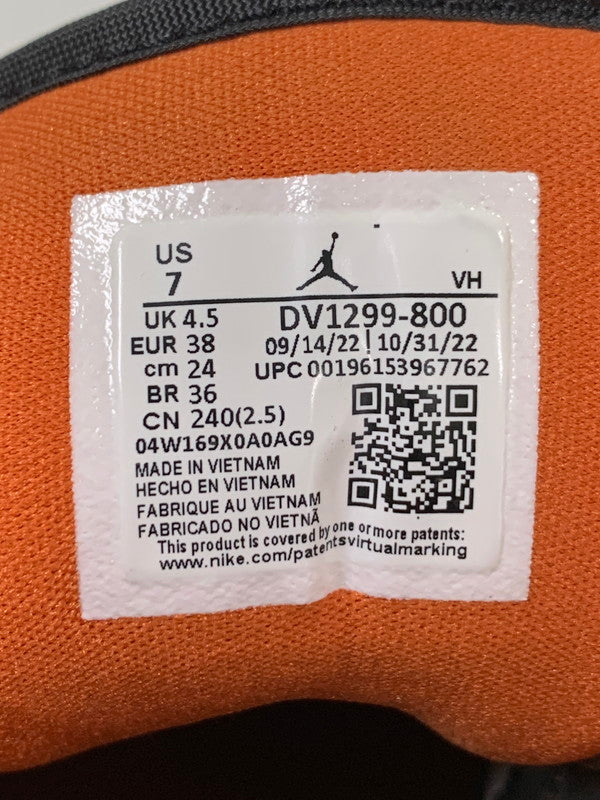 US
7
VH
UK 4.5
EUR 38
cm 24
BR 36
CN 240(2.5)
DV1299-800
09/14/22 | 10/31/22
UPC 00196153967762
04W169X0A0AG9
MADE IN VIETNAM
HECHO EN VIETNAM
FABRIQUE AU VIETNAM
FABRICADO NO VIETNÃ
This product is covered by one or more patents:
www.nike.com/patentsvirtualmarking